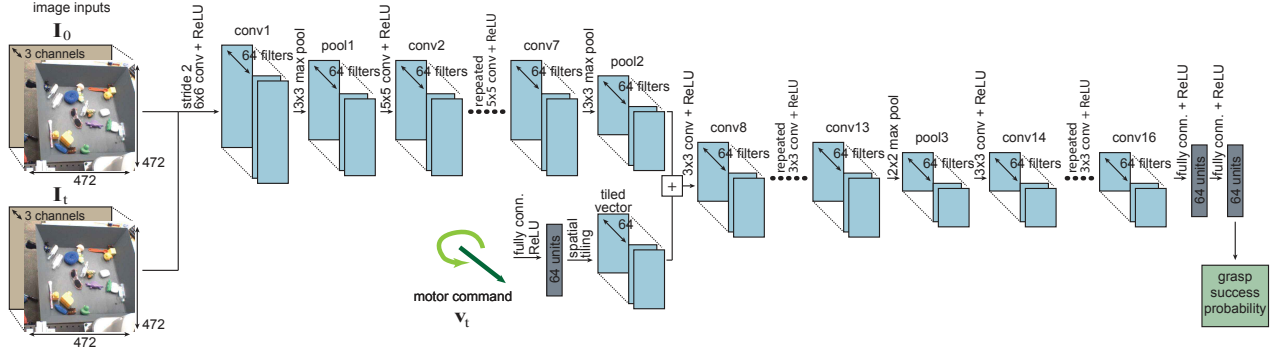 image inputs
I0
3 channels
472
472
It
3 channels
472
472
stride 2
6x6 conv + ReLU
conv1
64 filters
3x3 max pool
pool1
64 filters
5x5 conv + ReLU
conv2
64 filters
repeated
5x5 conv + ReLU
conv7
64 filters
3x3 max pool
pool2
64 filters
motor command
vt
fully conn.
ReLU
64 units
spatial
tiling
tiled
vector
64
+
3x3 conv + ReLU
conv8
64 filters
repeated
3x3 conv + ReLU
conv13
64 filters
2x2 max pool
pool3
64 filters
3x3 conv + ReLU
conv14
64 filters
repeated
3x3 conv + ReLU
conv16
64 filters
fully conn. + ReLU
64 units
fully conn. + ReLU
64 units
grasp
success
probability